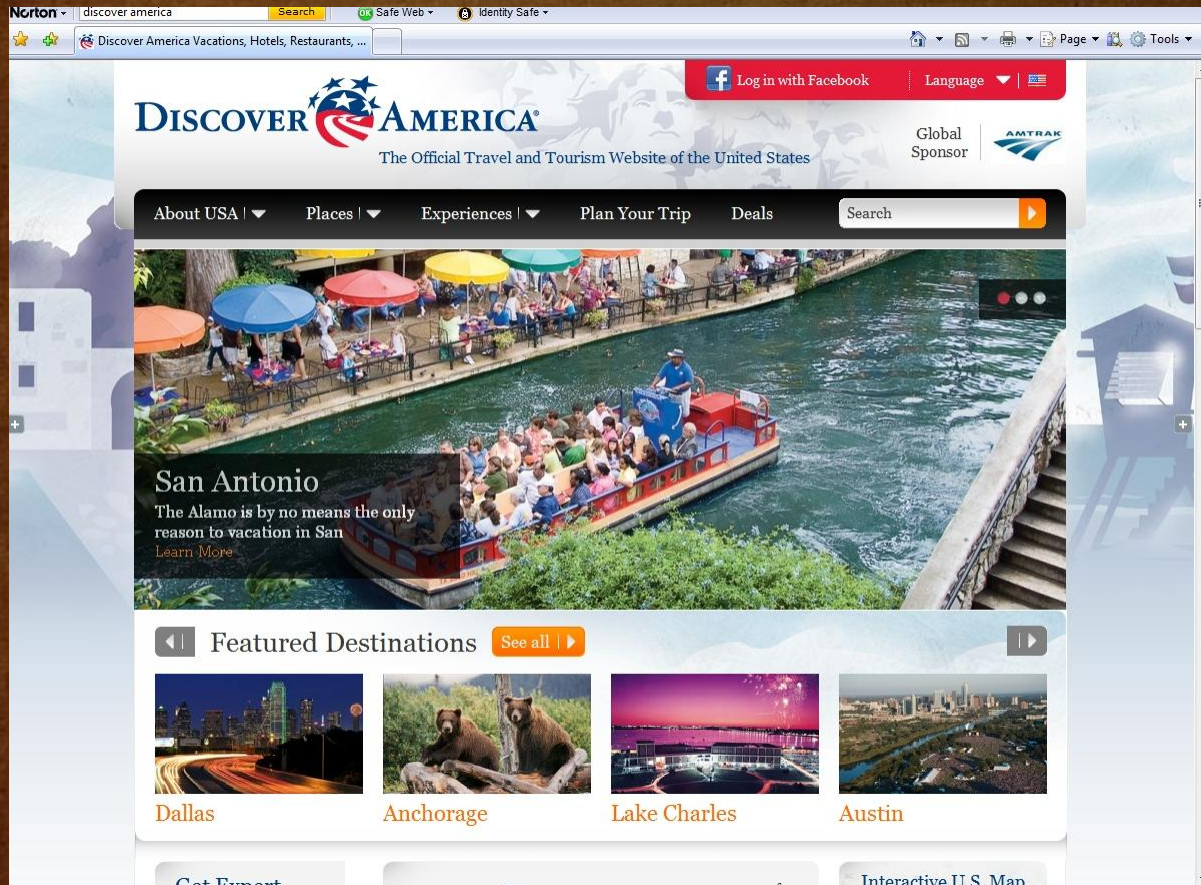 Norton
discover america
Search
OK Safe Web
Identity Safe
Discover America Vacations, Hotels, Restaurants, ...
Page
Tools
DISCOVER AMERICA®
The Official Travel and Tourism Website of the United States
Log in with Facebook
Language
Global
Sponsor
AMTRAK
About USA
Places
Experiences
Plan Your Trip
Deals
Search
San Antonio
The Alamo is by no means the only
reason to vacation in San
Learn More
Featured Destinations
See all
Dallas
Anchorage
Lake Charles
Austin
Get Expert
Interactive U.S. Map